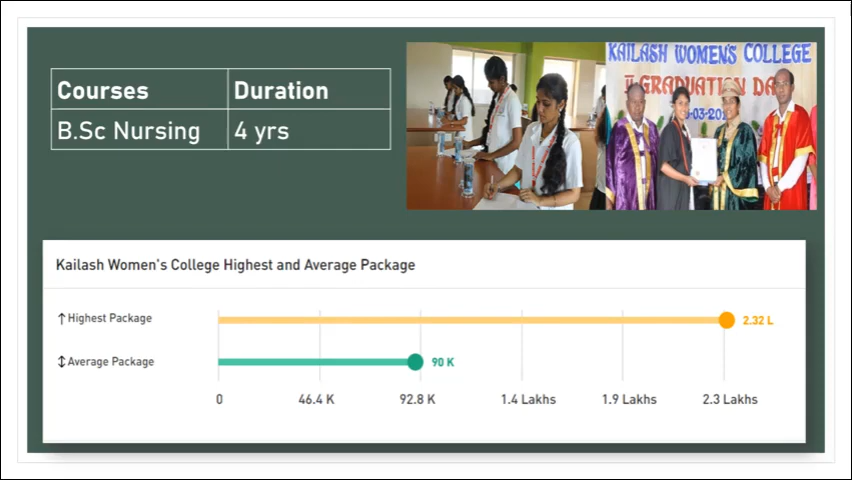 Courses Duration
B.Sc Nursing 4 yrs
KAILASH WOMEN'S COLLEGE
II GRADUATION DA
Kailash Women's College Highest and Average Package
↑Highest Package
2.32 L
↕Average Package
90 K
0 46.4 K 92.8 K 1.4 Lakhs 1.9 Lakhs 2.3 Lakhs